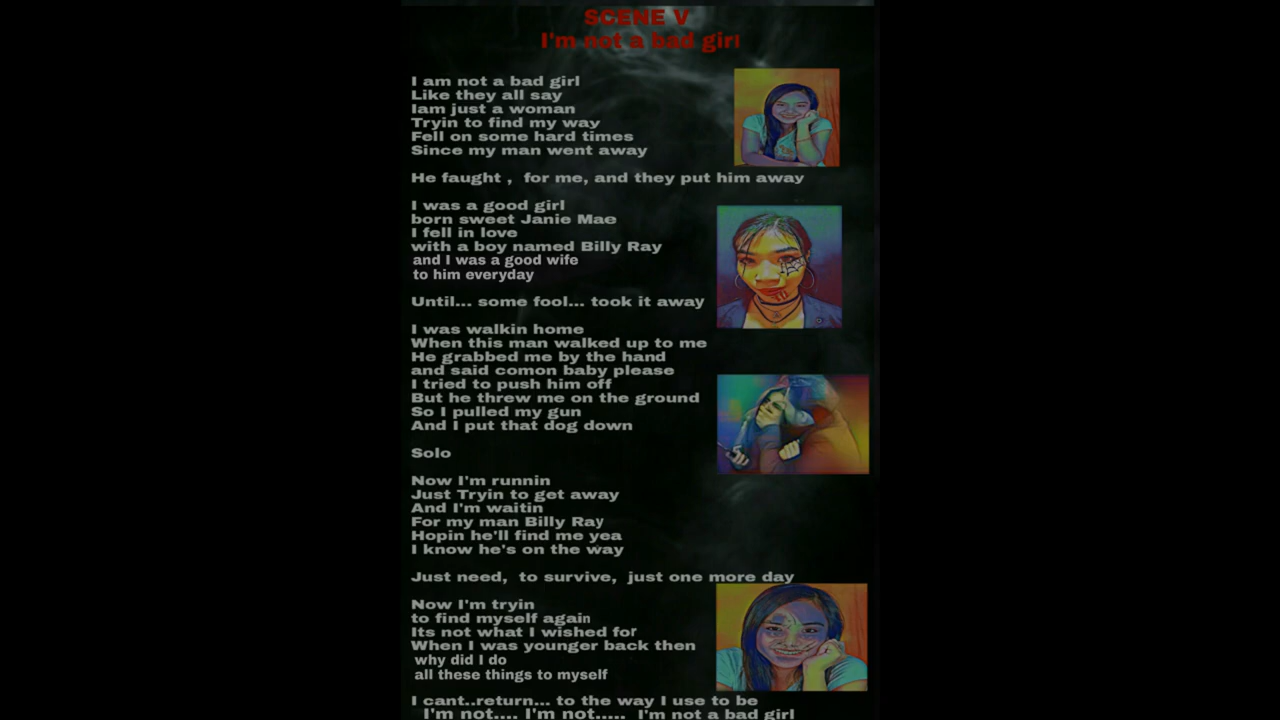 SCENE V
I'm not a bad girl
I am not a bad girl
Like they all say
Iam just a woman
Tryin to find my way
Fell on some hard times
Since my man went away
He faught , for me, and they put him away
I was a good girl
born sweet Janie Mae
I fell in love
with a boy named Billy Ray
and I was a good wife
to him everyday
Until... some fool... took it away
I was walkin home
When this man walked up to me
He grabbed me by the hand
and said comon baby please
I tried to push him off
But he threw me on the ground
So I pulled my gun
And I put that dog down
Solo
Now I'm runnin
Just Tryin to get away
And I'm waitin
For my man Billy Ray
Hopin he'll find me yea
I know he's on the way
Just need, to survive, just one more day
Now I'm tryin
to find myself again
Its not what I wished for
When I was younger back then
why did I do
all these things to myself
I cant..return... to the way I use to be
I'm not.... I'm not..... I'm not a bad girl